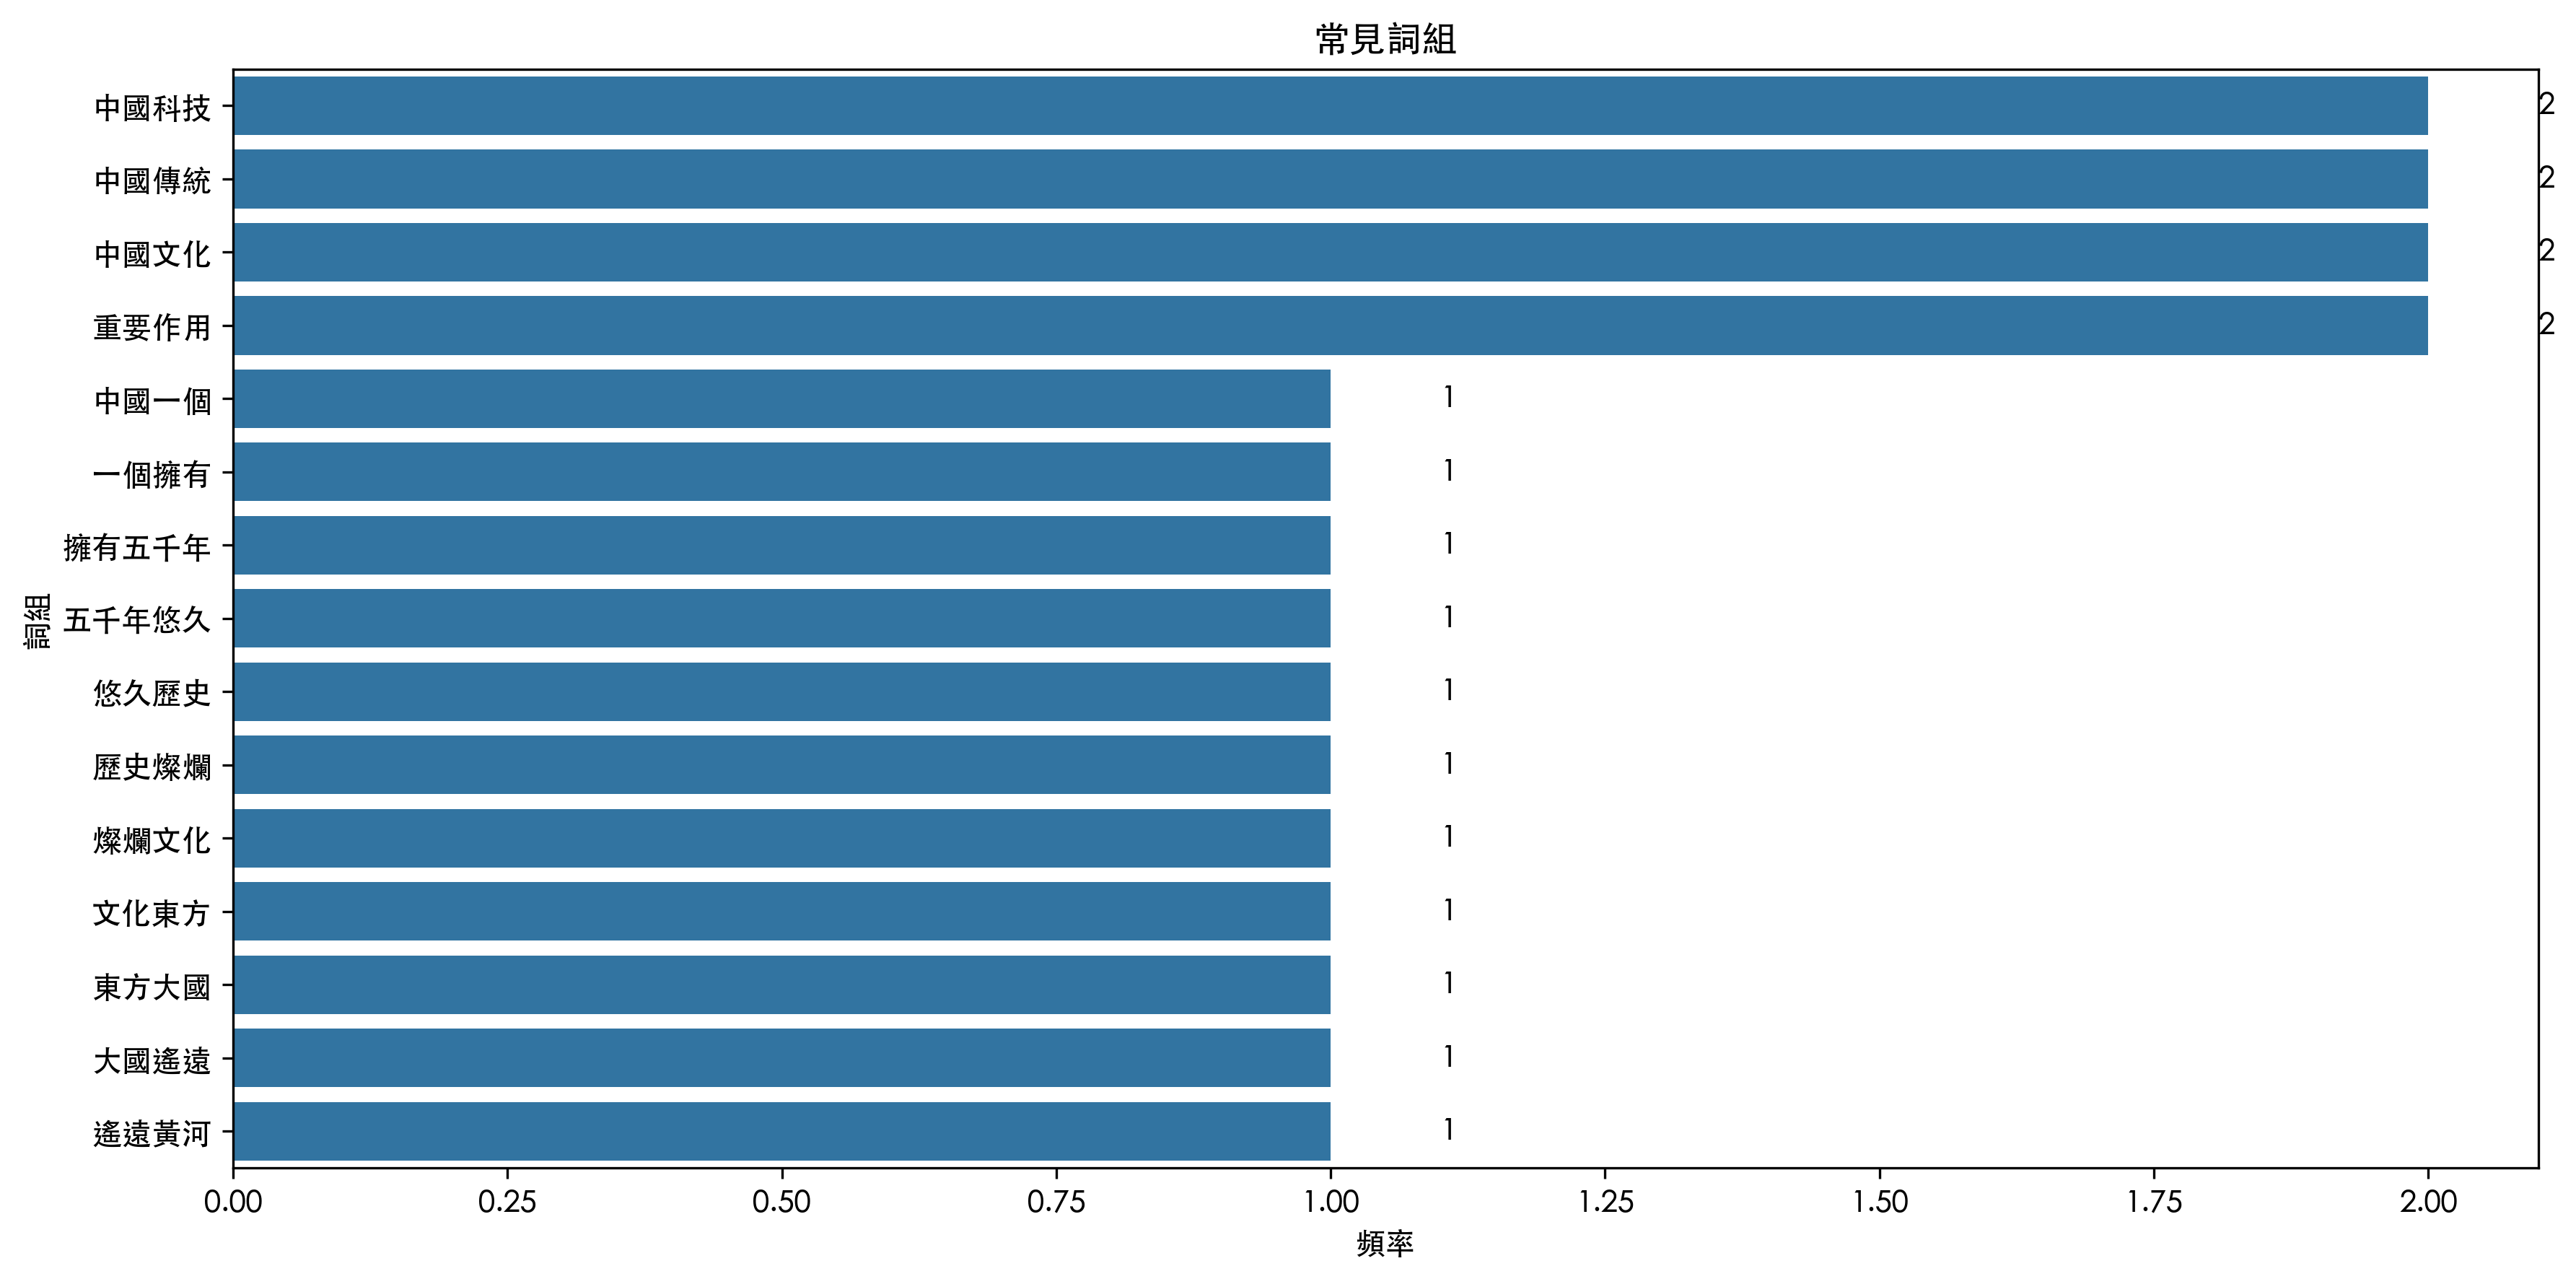 常見詞組
中國科技 2
中國傳統 2
中國文化 2
重要作用 2
中國一個 1
一個擁有 1
擁有五千年 1
五千年悠久 1
悠久歷史 1
歷史燦爛 1
燦爛文化 1
文化東方 1
東方大國 1
大國遙遠 1
遙遠黃河 1
詞組
0.00 0.25 0.50 0.75 1.00 1.25 1.50 1.75 2.00
頻率